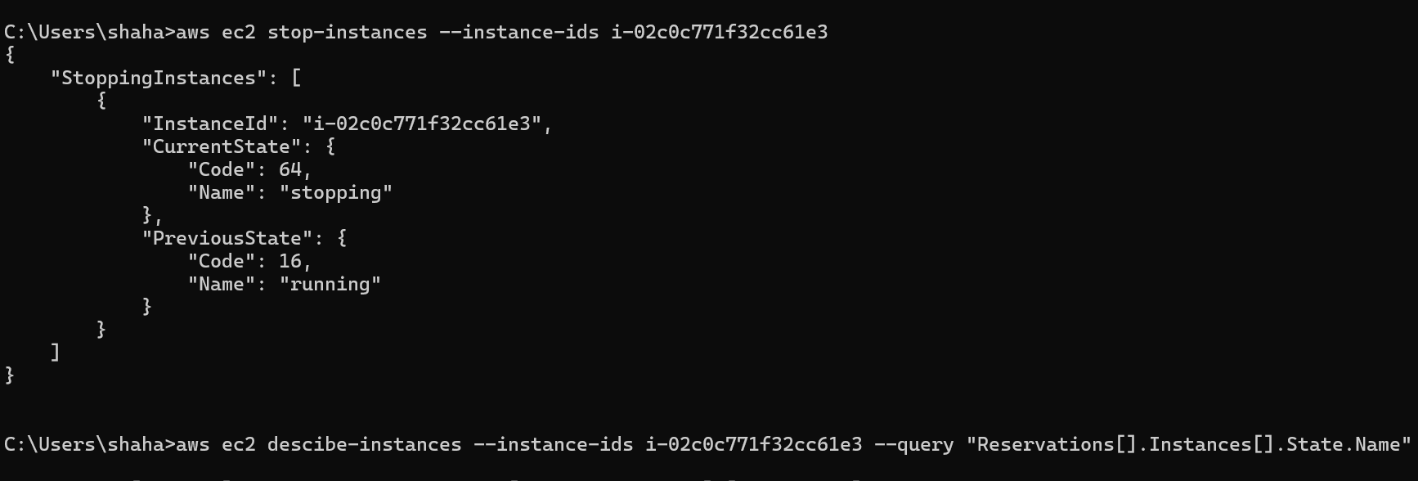 C:\Users\shaha>aws ec2 stop-instances --instance-ids i-02c0c771f32cc61e3
{
    "StoppingInstances": [
        {
            "InstanceId": "i-02c0c771f32cc61e3",
            "CurrentState": {
                "Code": 64,
                "Name": "stopping"
            },
            "PreviousState": {
                "Code": 16,
                "Name": "running"
            }
        }
    ]
}
C:\Users\shaha>aws ec2 descibe-instances --instance-ids i-02c0c771f32cc61e3 --query "Reservations[].Instances[].State.Name"